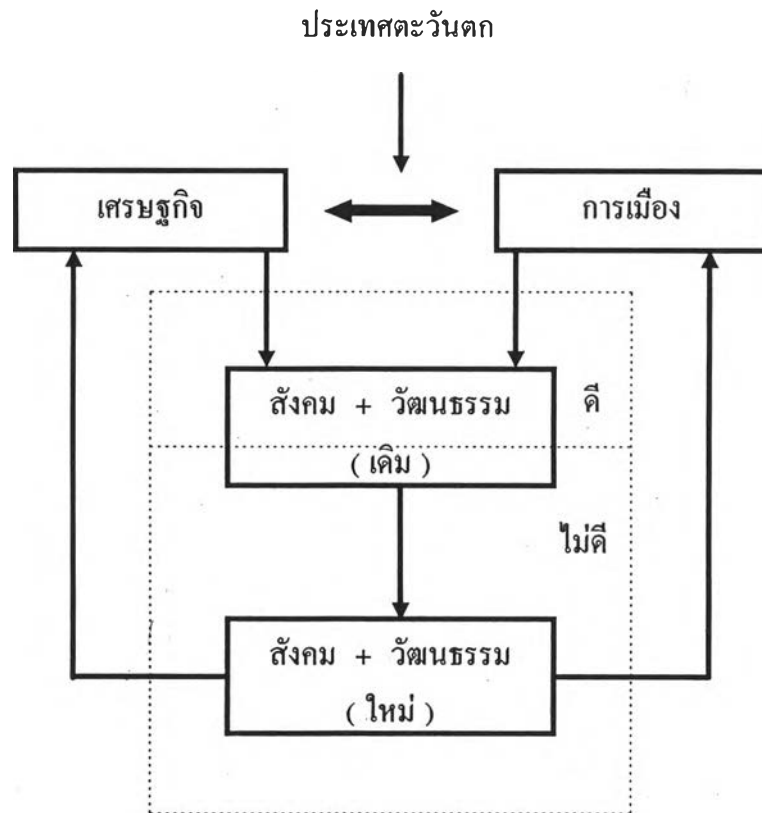 ประเทศตะวันตก
เศรษฐกิจ
การเมือง
สังคม + วัฒนธรรม
(เดิม)
ดี
ไม่ดี
สังคม + วัฒนธรรม
(ใหม่)